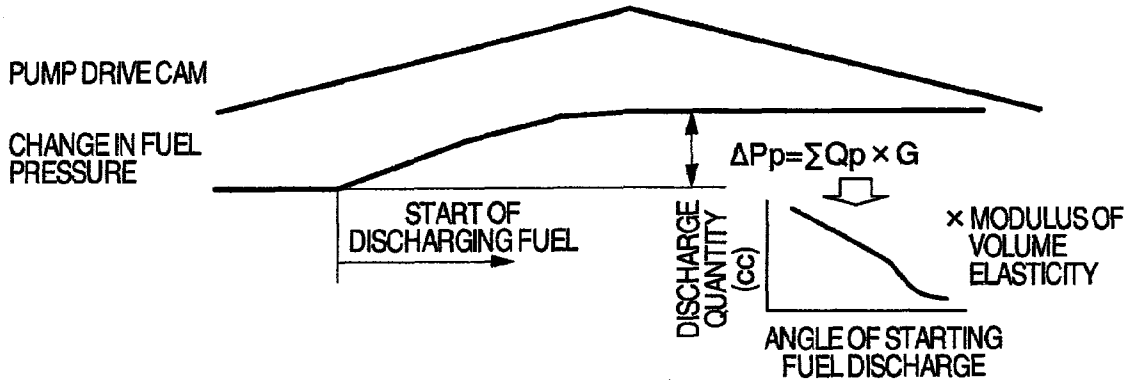 PUMP DRIVE CAM
CHANGE IN FUEL
PRESSURE
START OF
DISCHARGING FUEL
ΔPp=∑Qp × G
DISCHARGE
QUANTITY
(cc)
× MODULUS OF
VOLUME
ELASTICITY
ANGLE OF STARTING
FUEL DISCHARGE